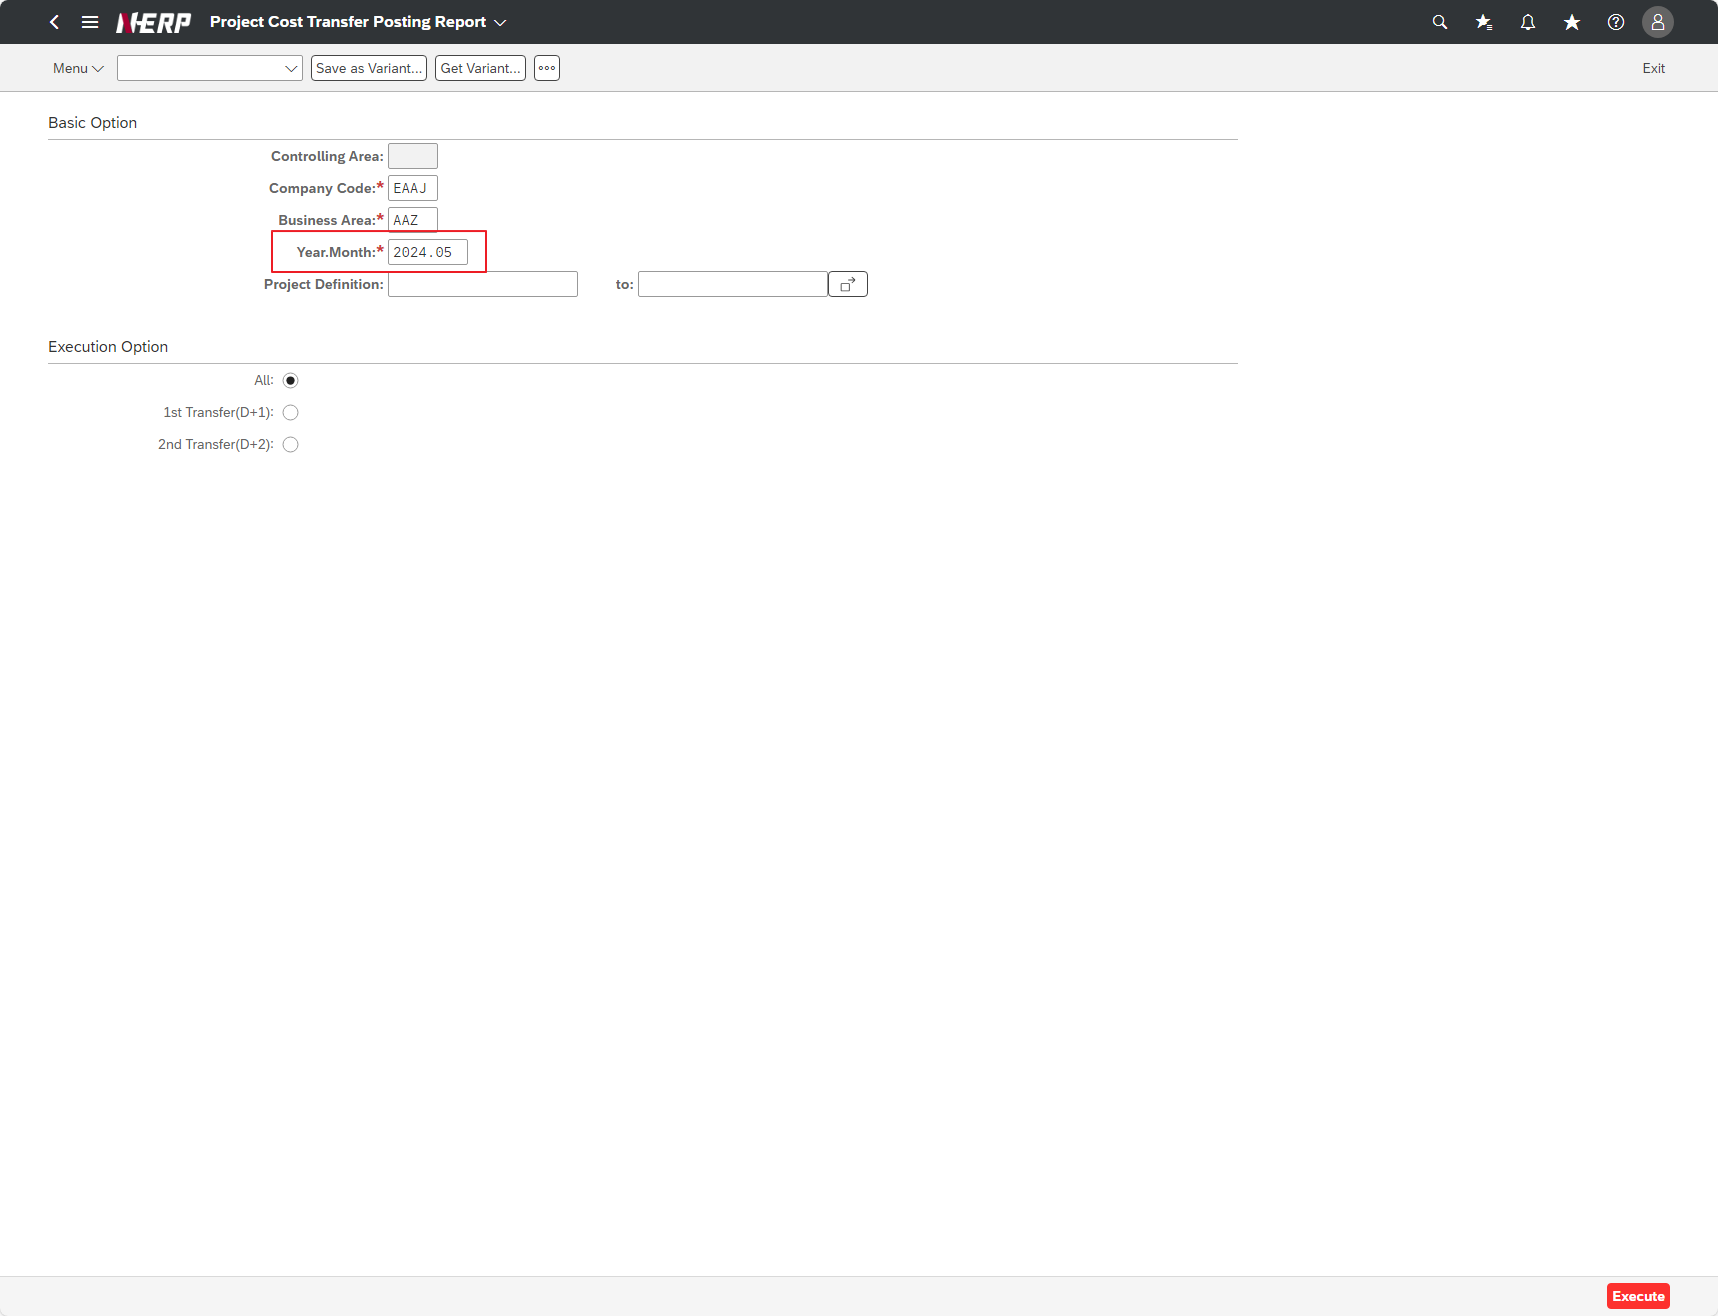 NERP Project Cost Transfer Posting Report
Menu Save as Variant... Get Variant... Exit
Basic Option
Controlling Area:
Company Code:* EAAJ
Business Area:* AAZ
Year.Month:* 2024.05
Project Definition: to:
Execution Option
All:
1st Transfer(D+1):
2nd Transfer(D+2):
Execute